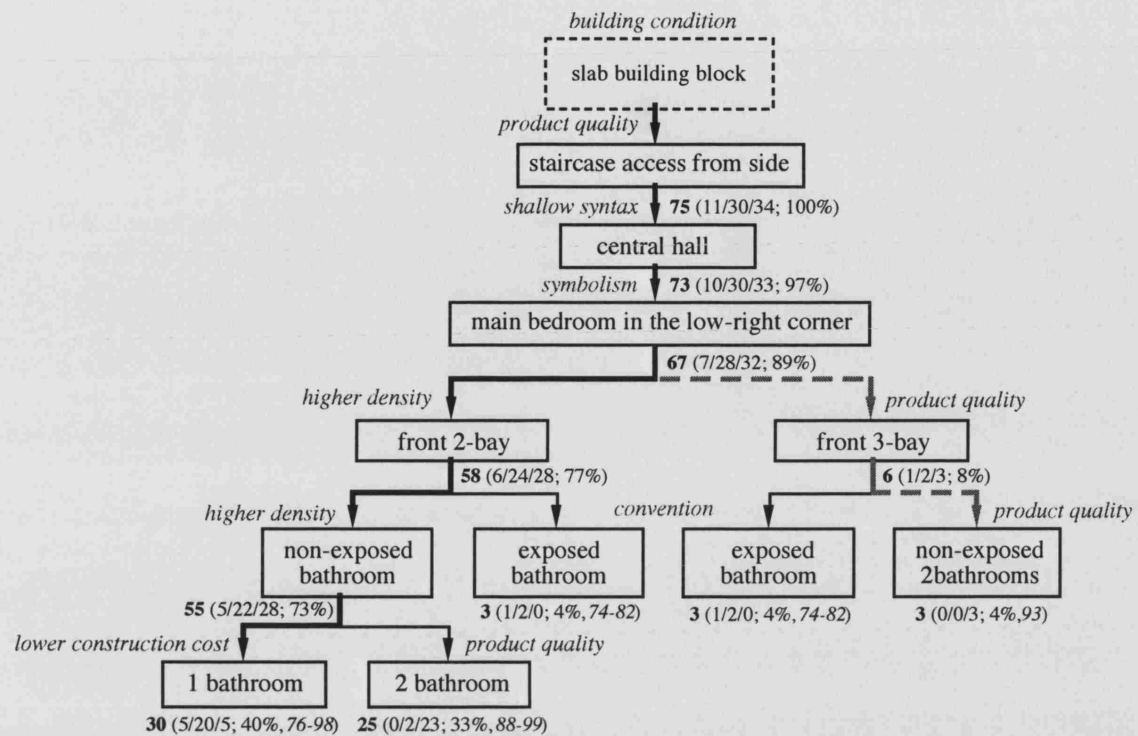 building condition
slab building block
product quality
staircase access from side
shallow syntax 75 (11/30/34; 100%)
central hall
symbolism 73 (10/30/33; 97%)
main bedroom in the low-right corner
67 (7/28/32; 89%)
higher density product quality
front 2-bay front 3-bay
58 (6/24/28; 77%) 6 (1/2/3; 8%)
higher density convention product quality
non-exposed exposed exposed non-exposed
bathroom bathroom bathroom 2bathrooms
55 (5/22/28; 73%) 3 (1/2/0; 4%, 74-82) 3 (1/2/0; 4%, 74-82) 3 (0/0/3; 4%,93)
lower construction cost product quality
1 bathroom 2 bathroom
30 (5/20/5; 40%, 76-98) 25 (0/2/23; 33%, 88-99)